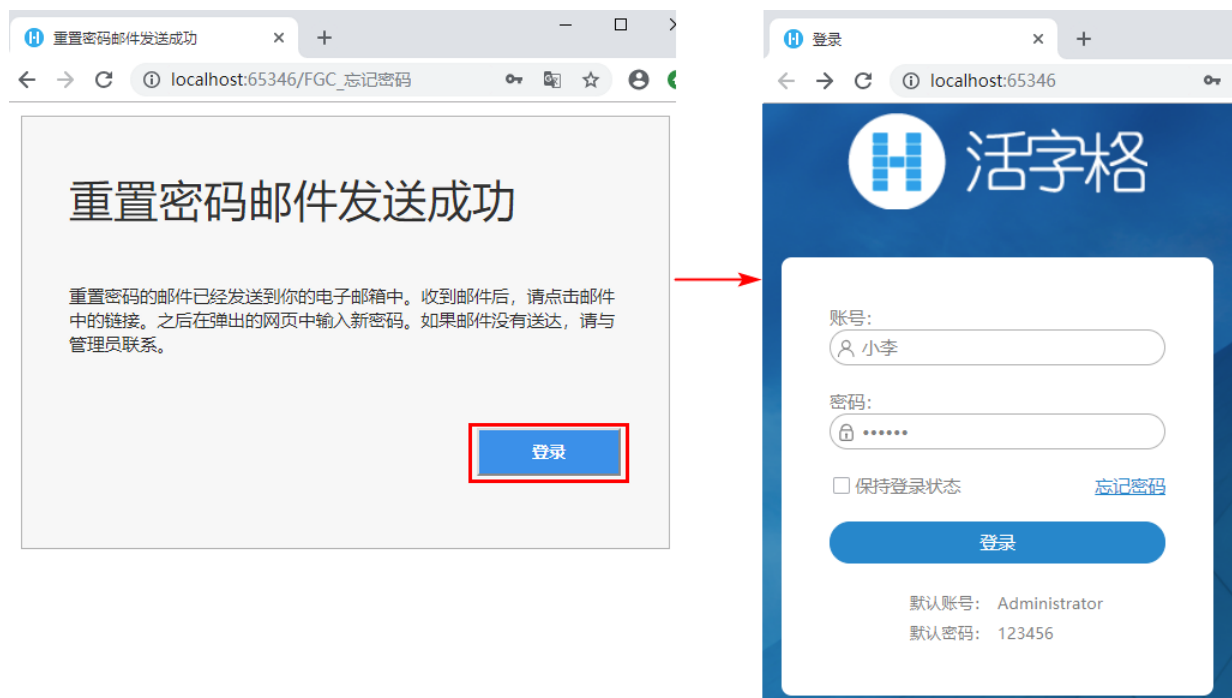 重置密码邮件发送成功
localhost:65346/FGC_忘记密码
重置密码邮件发送成功
重置密码的邮件已经发送到你的电子邮箱中。收到邮件后，请点击邮件
中的链接。之后在弹出的网页中输入新密码。如果邮件没有送达，请与
管理员联系。
登录
登录
localhost:65346
活字格
账号:
小李
密码:
••••••
保持登录状态
忘记密码
登录
默认账号: Administrator
默认密码: 123456